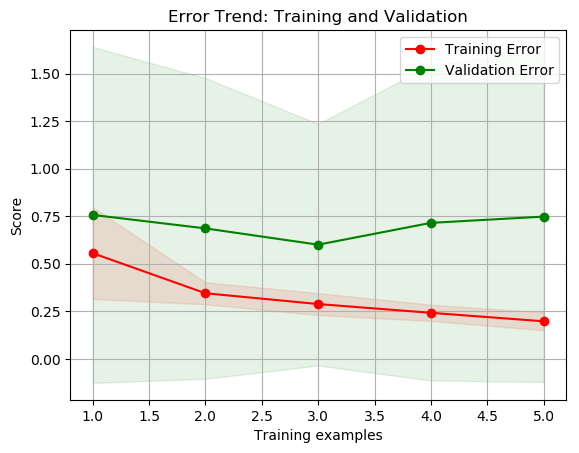 Error Trend: Training and Validation
Training Error
Validation Error
Score
1.50
1.25
1.00
0.75
0.50
0.25
0.00
1.0 1.5 2.0 2.5 3.0 3.5 4.0 4.5 5.0
Training examples